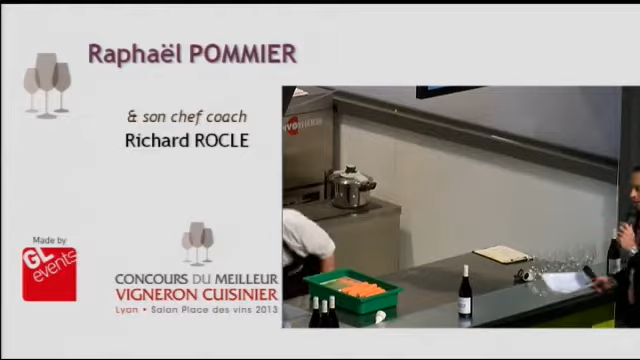 Raphaël POMMIER
& son chef coach
Richard ROCLE
Made by
GL events
CONCOURS DU MEILLEUR
VIGNERON CUISINIER
Lyon • Salon Place des vins 2013